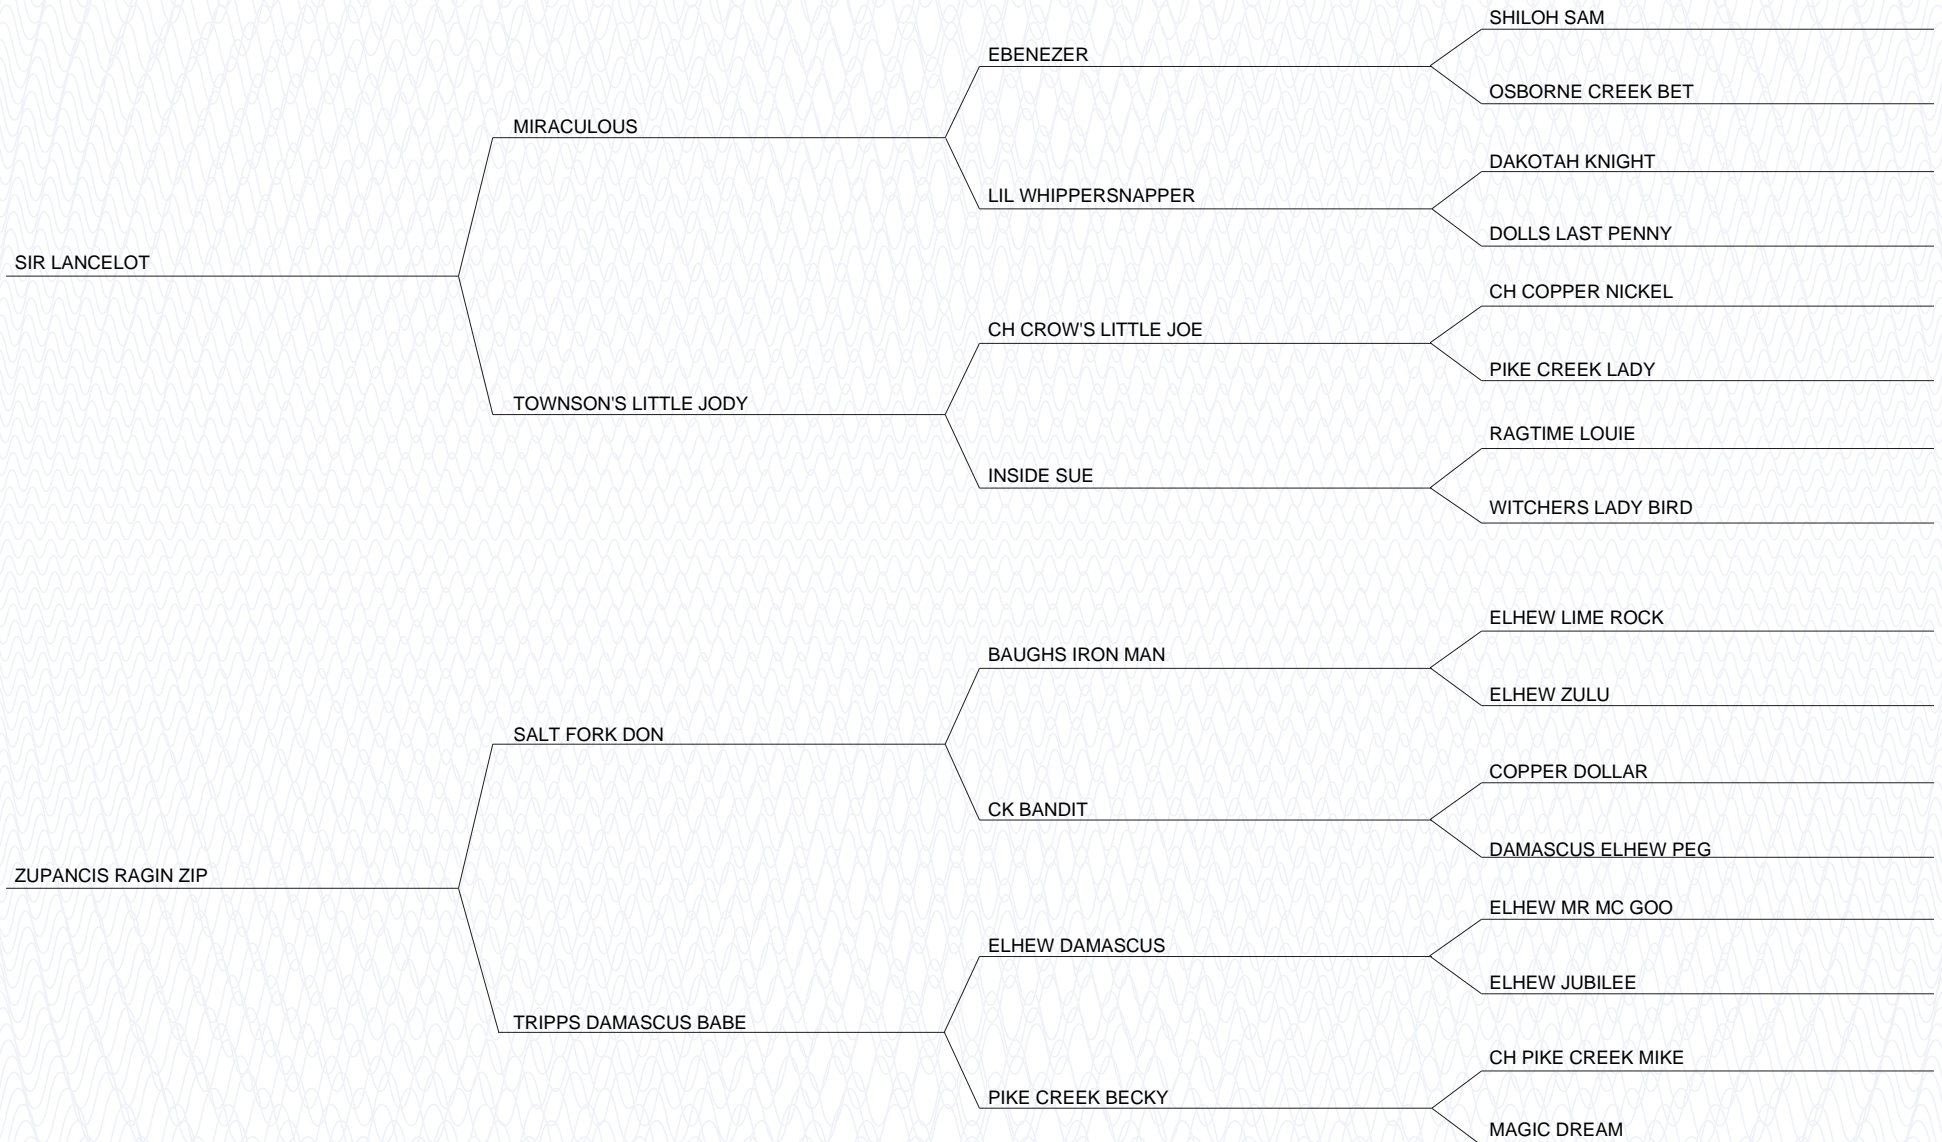 SIR LANCELOT
MIRACULOUS
EBENEZER
SHILOH SAM
OSBORNE CREEK BET
LIL WHIPPERSNAPPER
DAKOTAH KNIGHT
DOLLS LAST PENNY
TOWNSON'S LITTLE JODY
CH CROW'S LITTLE JOE
CH COPPER NICKEL
PIKE CREEK LADY
INSIDE SUE
RAGTIME LOUIE
WITCHERS LADY BIRD
ZUPANCIS RAGIN ZIP
SALT FORK DON
BAUGHS IRON MAN
ELHEW LIME ROCK
ELHEW ZULU
CK BANDIT
COPPER DOLLAR
DAMASCUS ELHEW PEG
TRIPPS DAMASCUS BABE
ELHEW DAMASCUS
ELHEW MR MC GOO
ELHEW JUBILEE
PIKE CREEK BECKY
CH PIKE CREEK MIKE
MAGIC DREAM